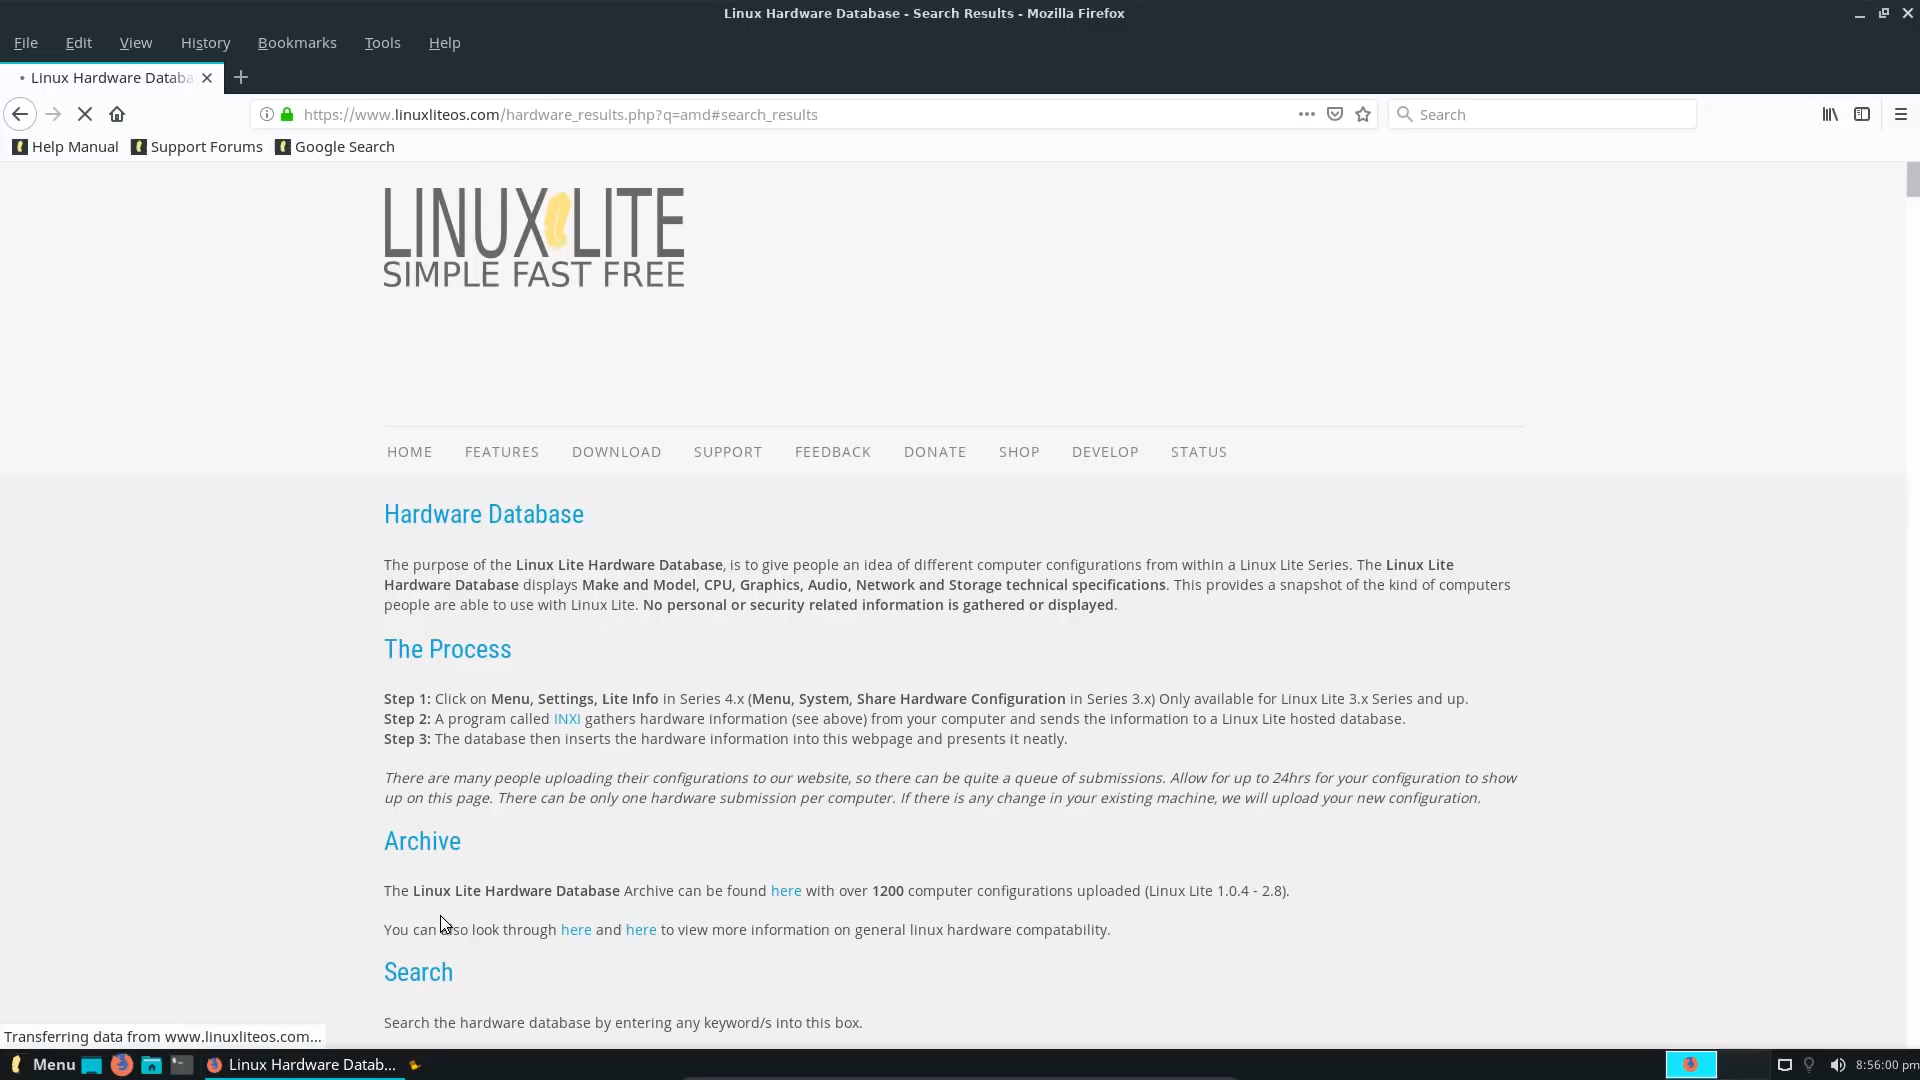 Linux Hardware Database - Search Results - Mozilla Firefox
File Edit View History Bookmarks Tools Help
Linux Hardware Databa
https://www.linuxliteos.com/hardware_results.php?q=amd#search_results
Search
Help Manual Support Forums Google Search
LINUX LITE
SIMPLE FAST FREE
HOME FEATURES DOWNLOAD SUPPORT FEEDBACK DONATE SHOP DEVELOP STATUS
Hardware Database
The purpose of the Linux Lite Hardware Database, is to give people an idea of different computer configurations from within a Linux Lite Series. The Linux Lite
Hardware Database displays Make and Model, CPU, Graphics, Audio, Network and Storage technical specifications. This provides a snapshot of the kind of computers
people are able to use with Linux Lite. No personal or security related information is gathered or displayed.
The Process
Step 1: Click on Menu, Settings, Lite Info in Series 4.x (Menu, System, Share Hardware Configuration in Series 3.x) Only available for Linux Lite 3.x Series and up.
Step 2: A program called INXI gathers hardware information (see above) from your computer and sends the information to a Linux Lite hosted database.
Step 3: The database then inserts the hardware information into this webpage and presents it neatly.
There are many people uploading their configurations to our website, so there can be quite a queue of submissions. Allow for up to 24hrs for your configuration to show
up on this page. There can be only one hardware submission per computer. If there is any change in your existing machine, we will upload your new configuration.
Archive
The Linux Lite Hardware Database Archive can be found here with over 1200 computer configurations uploaded (Linux Lite 1.0.4 - 2.8).
You can also look through here and here to view more information on general linux hardware compatability.
Search
Search the hardware database by entering any keyword/s into this box.
Transferring data from www.linuxliteos.com...
Menu Linux Hardware Datab... 8:56:00 pm